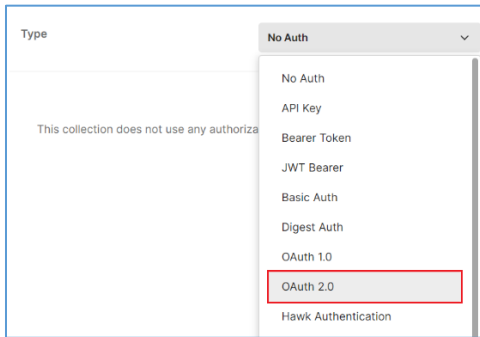 Type
No Auth
No Auth
API Key
This collection does not use any authoriza
Bearer Token
JWT Bearer
Basic Auth
Digest Auth
OAuth 1.0
OAuth 2.0
Hawk Authentication